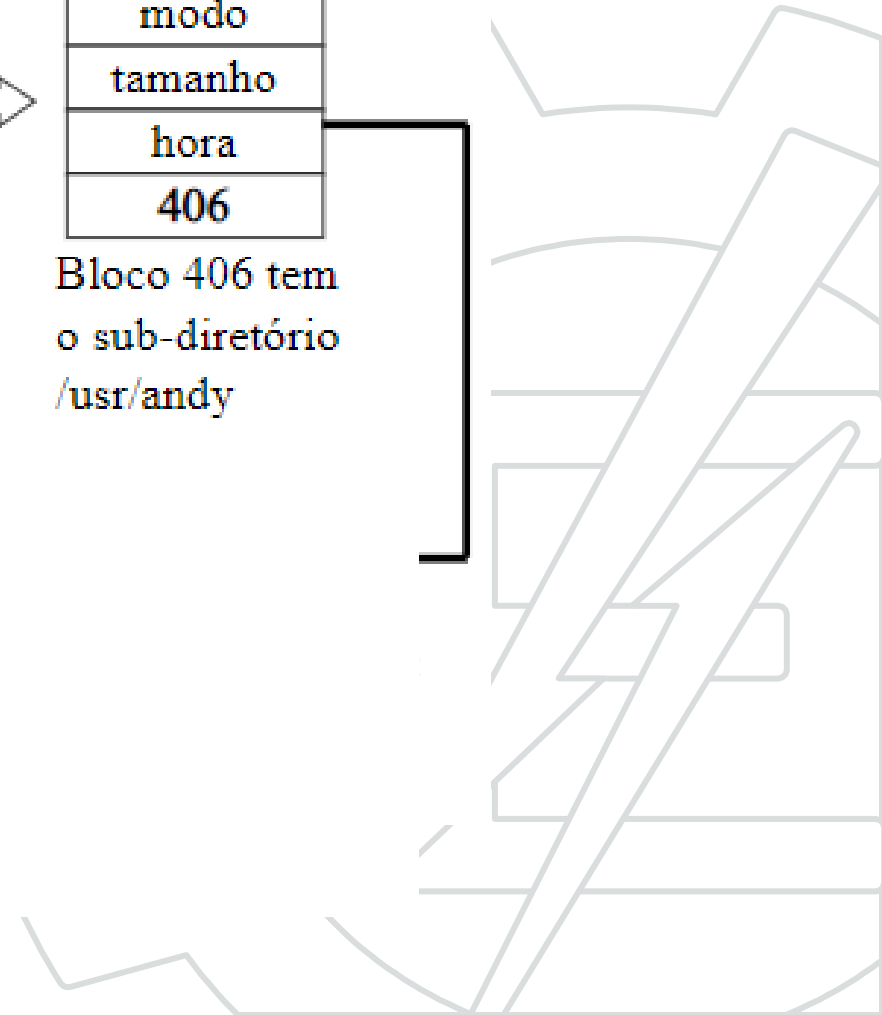 modo
tamanho
hora
406
Bloco 406 tem
o sub-diretório
/usr/andy